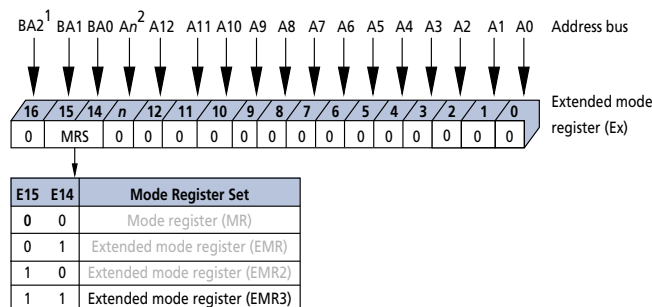 BA2¹ BA1 BA0 An² A12 A11 A10 A9 A8 A7 A6 A5 A4 A3 A2 A1 A0 Address bus
16 15 14 n 12 11 10 9 8 7 6 5 4 3 2 1 0 Extended mode
register (Ex)
0 MRS 0 0 0 0 0 0 0 0 0 0 0 0 0 0 0
E15 E14 Mode Register Set
0 0 Mode register (MR)
0 1 Extended mode register (EMR)
1 0 Extended mode register (EMR2)
1 1 Extended mode register (EMR3)